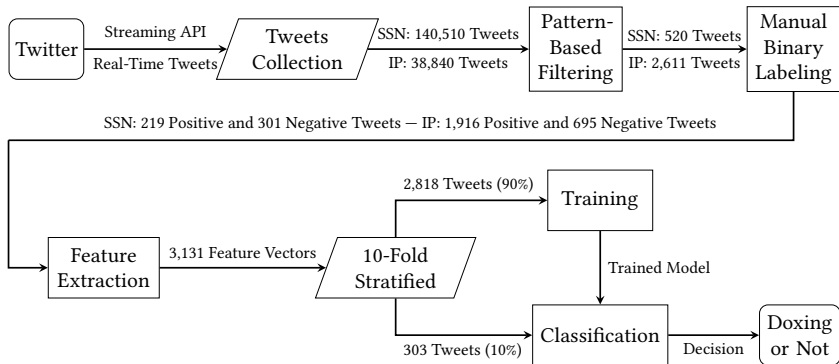 Twitter
Streaming API
Real-Time Tweets
Tweets
Collection
SSN: 140,510 Tweets
IP: 38,840 Tweets
Pattern-
Based
Filtering
SSN: 520 Tweets
IP: 2,611 Tweets
Manual
Binary
Labeling
SSN: 219 Positive and 301 Negative Tweets — IP: 1,916 Positive and 695 Negative Tweets
Feature
Extraction
3,131 Feature Vectors
10-Fold
Stratified
2,818 Tweets (90%)
Training
Trained Model
303 Tweets (10%)
Classification
Decision
Doxing
or Not